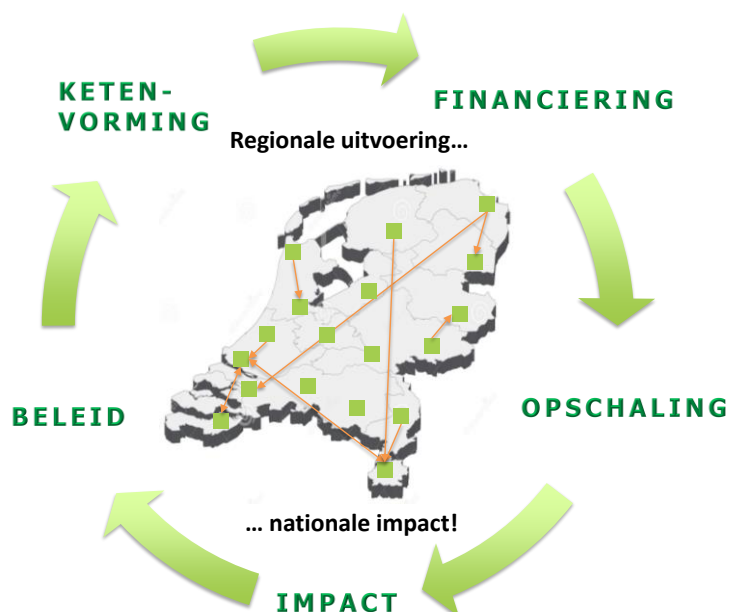 KETEN-
VORMING
FINANCIERING
Regionale uitvoering...
OPSCHALING
BELEID
... nationale impact!
IMPACT